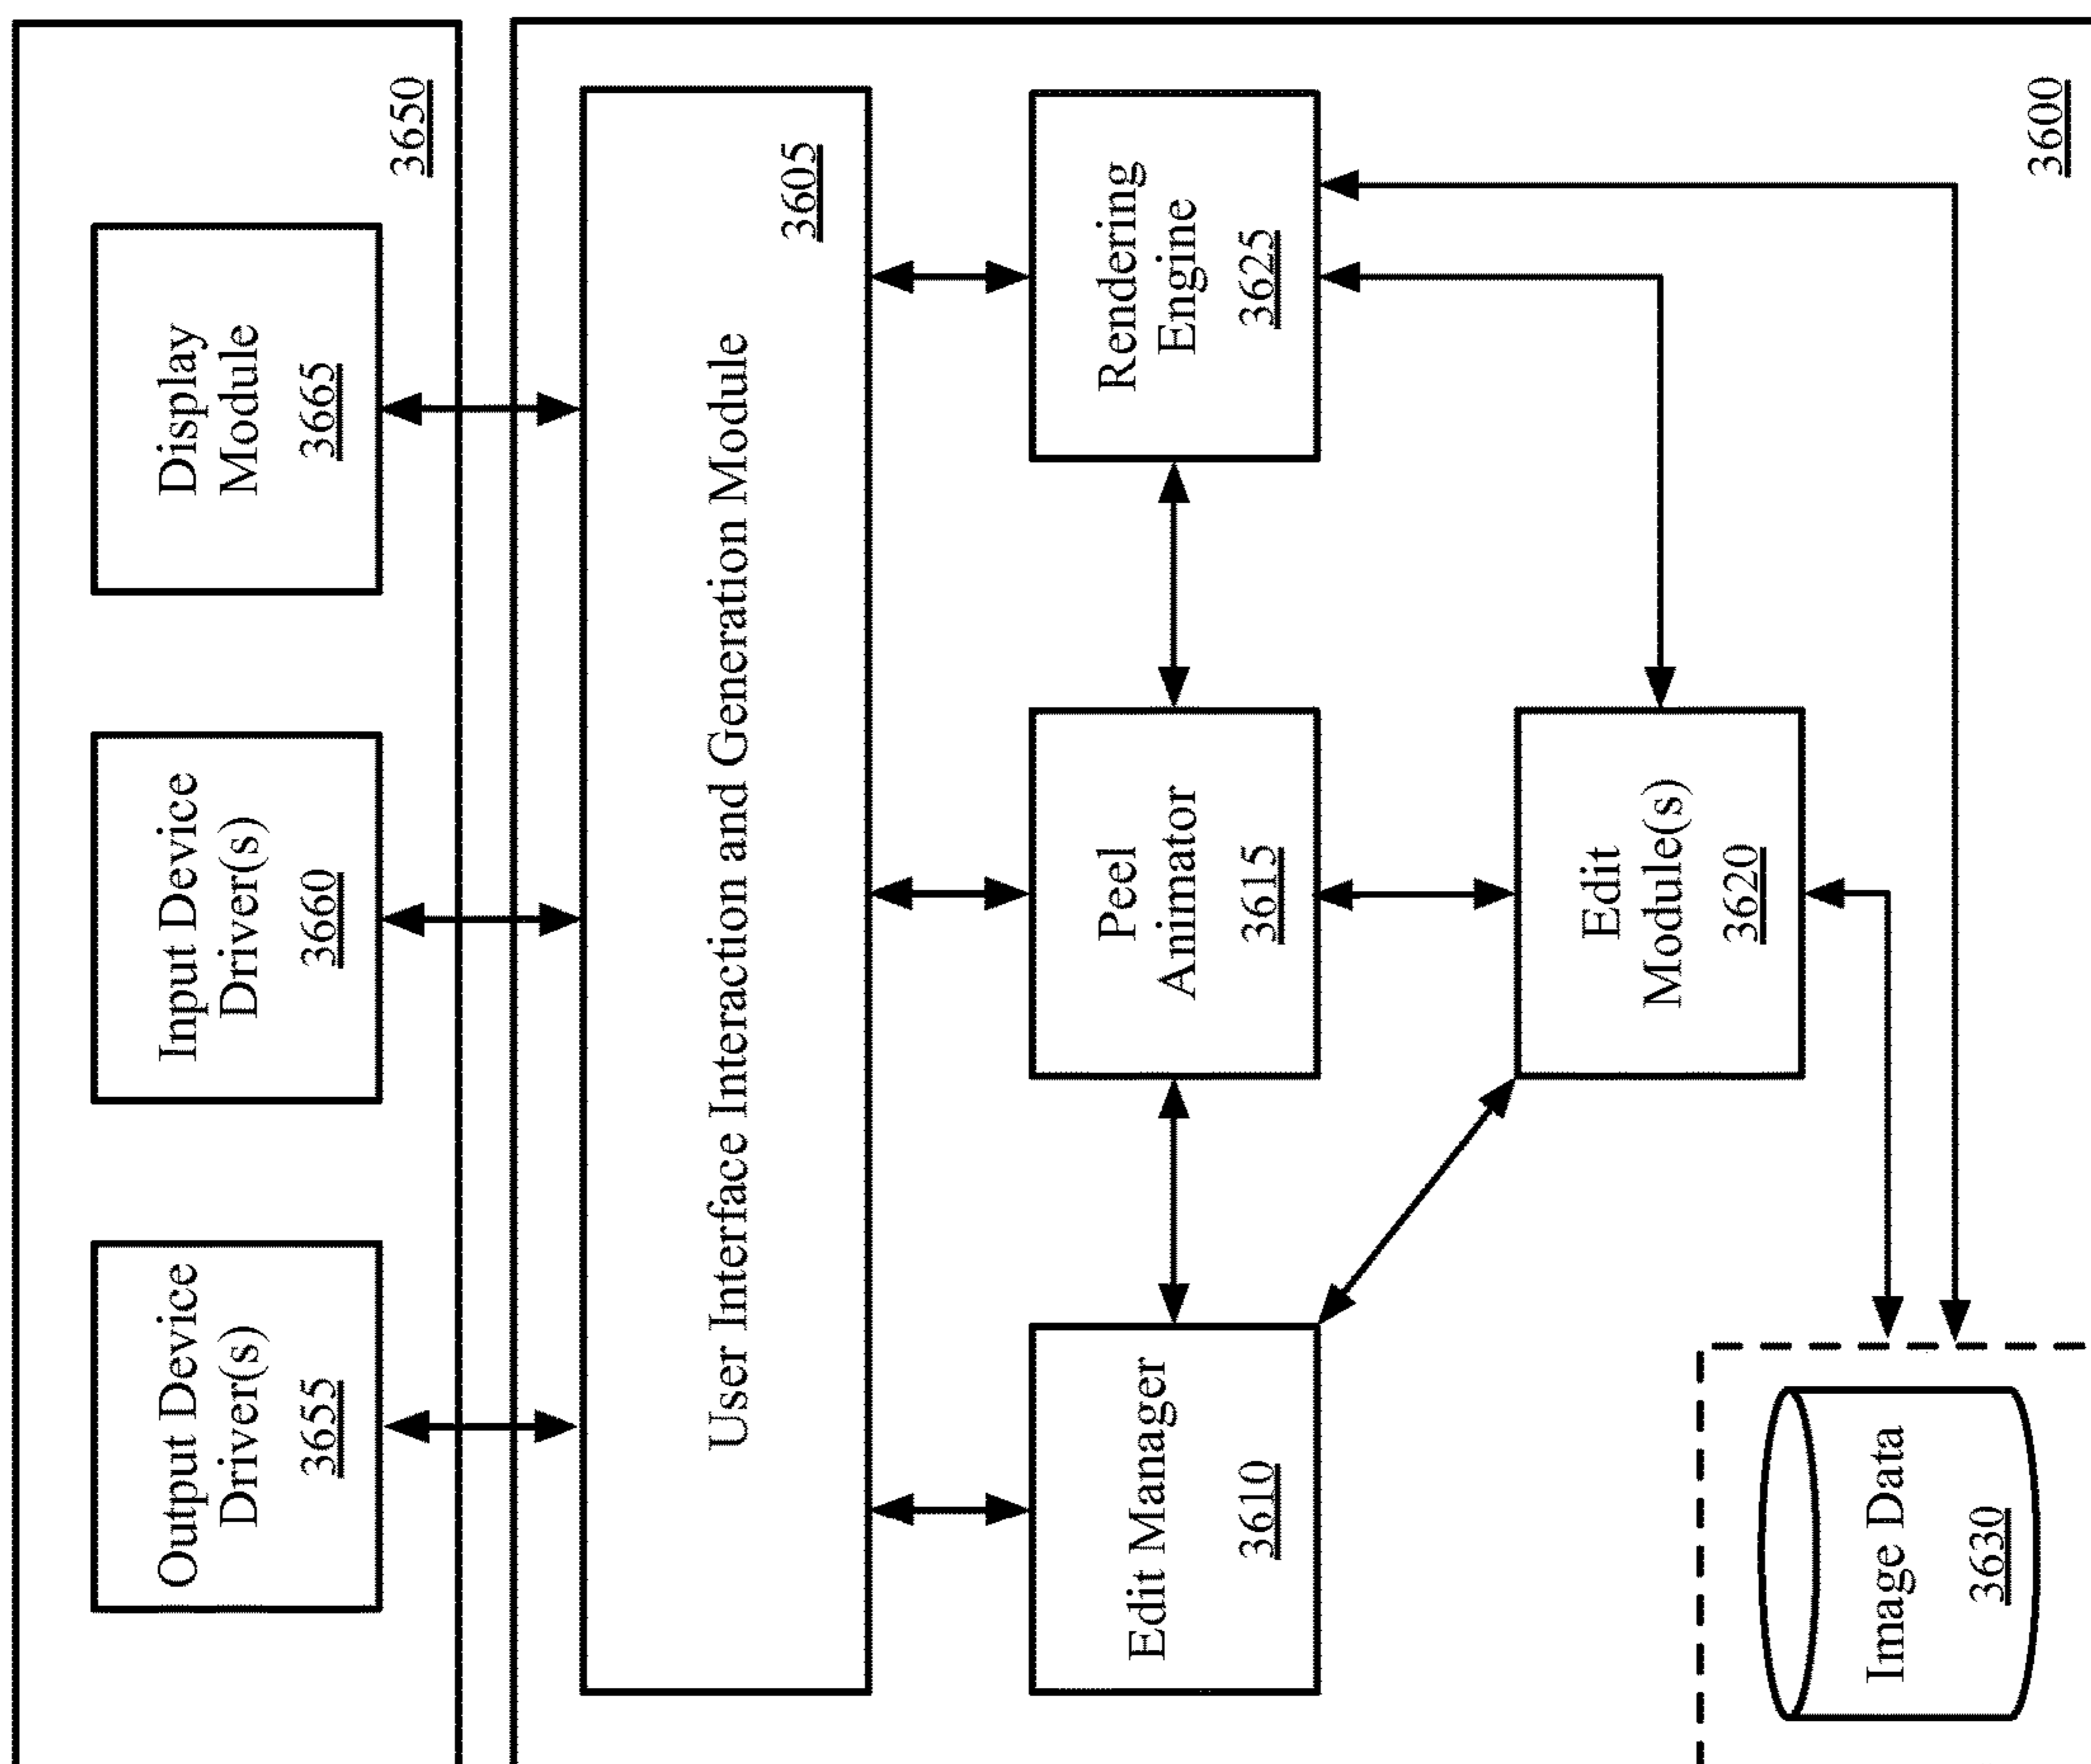 Output Device
Driver(s)
3655
Input Device
Driver(s)
3660
Display
Module
3665
3650
User Interface Interaction and Generation Module
3605
Edit Manager
3610
Peel
Animator
3615
Rendering
Engine
3625
Edit
Module(s)
3620
Image Data
3630
3600